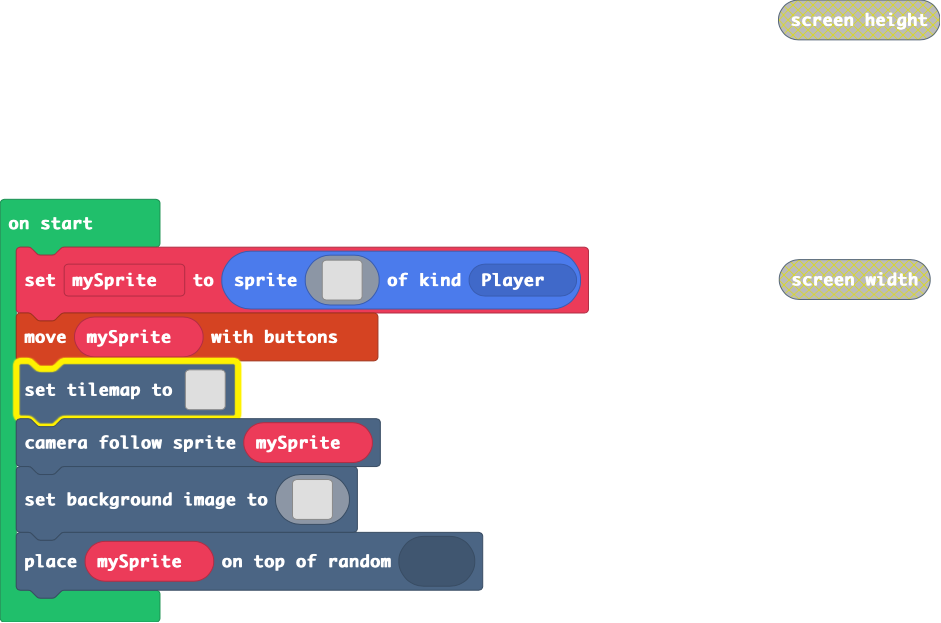 screen height
on start
set mySprite to sprite of kind Player
screen width
move mySprite with buttons
set tilemap to
camera follow sprite mySprite
set background image to
place mySprite on top of random